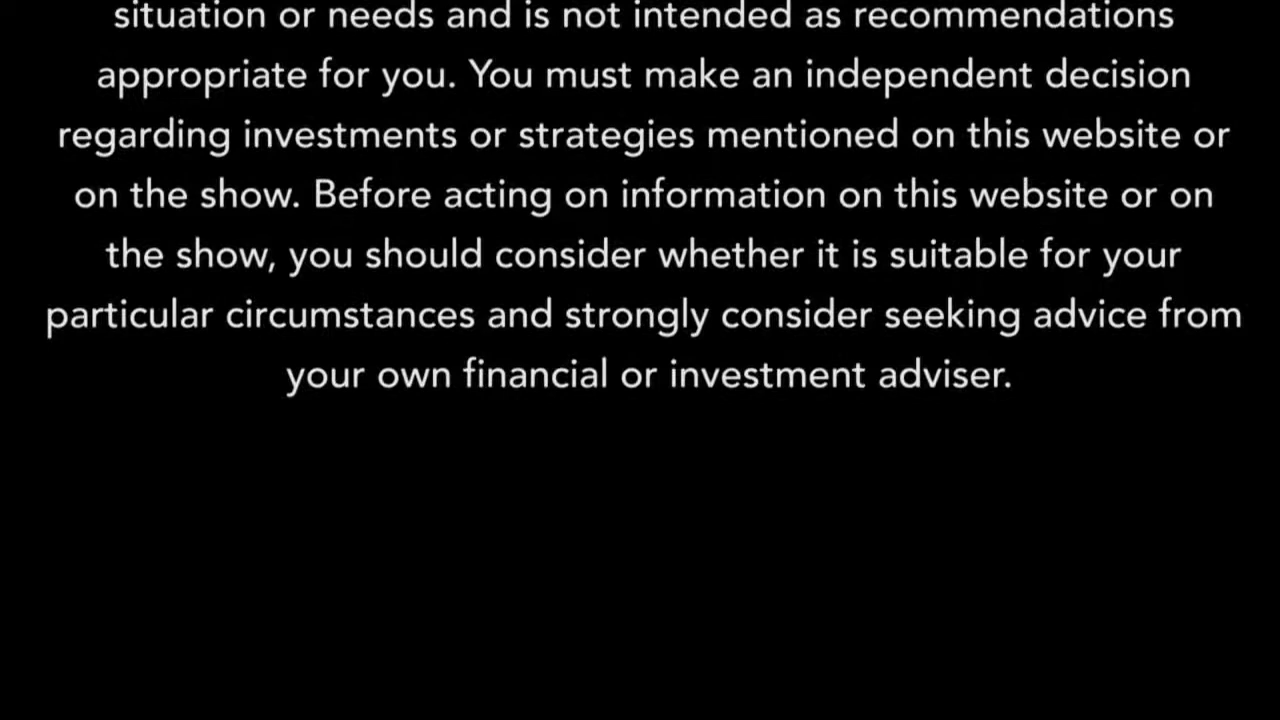 situation or needs and is not intended as recommendations
appropriate for you. You must make an independent decision
regarding investments or strategies mentioned on this website or
on the show. Before acting on information on this website or on
the show, you should consider whether it is suitable for your
particular circumstances and strongly consider seeking advice from
your own financial or investment adviser.